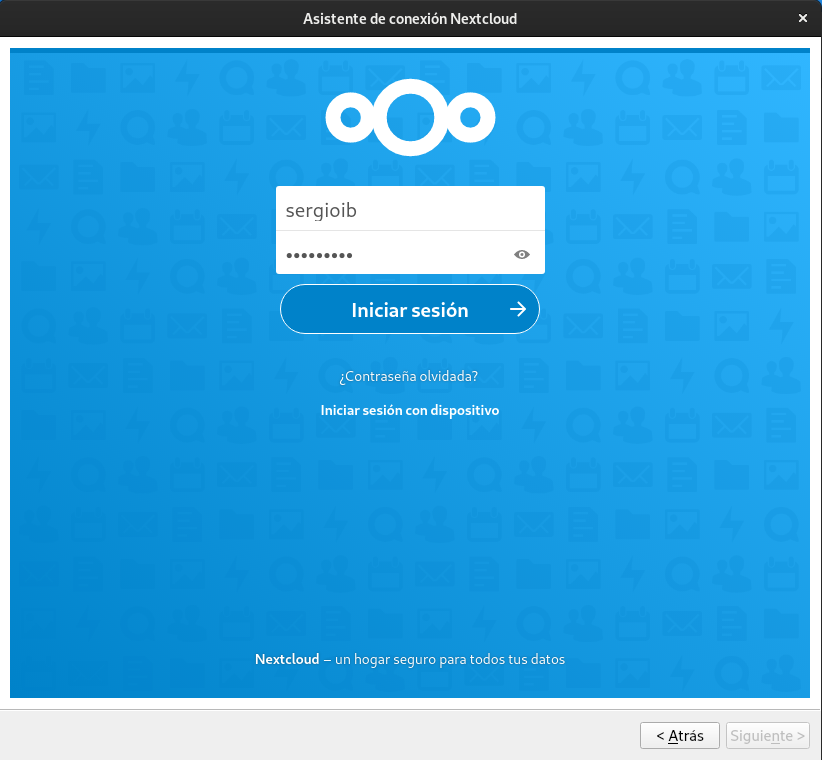 Asistente de conexión Nextcloud
sergioib
•••••••••
Iniciar sesión
¿Contraseña olvidada?
Iniciar sesión con dispositivo
Nextcloud – un hogar seguro para todos tus datos
< Atrás Siguiente >